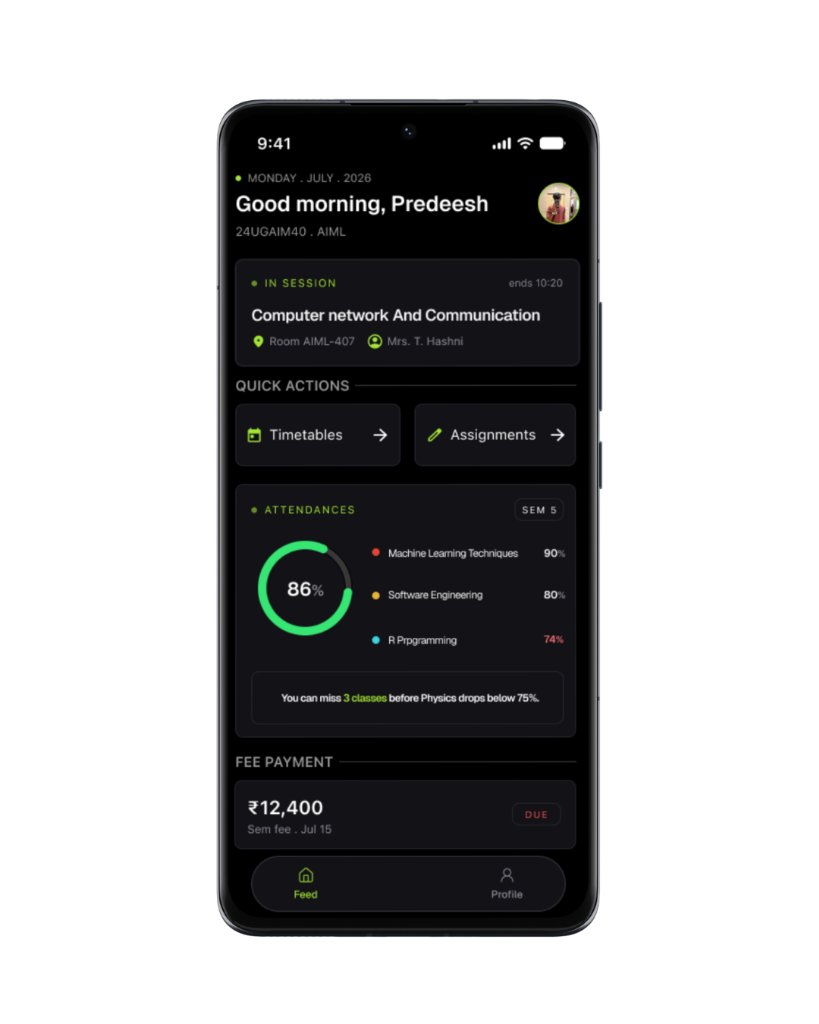 9:41
MONDAY . JULY . 2026
Good morning, Predeesh
24UGAIM40 . AIML
IN SESSION ends 10:20
Computer network And Communication
Room AIML-407 Mrs. T. Hashni
QUICK ACTIONS
Timetables Assignments
ATTENDANCES SEM 5
86%
Machine Learning Techniques 90%
Software Engineering 80%
R Prpgramming 74%
You can miss 3 classes before Physics drops below 75%.
FEE PAYMENT
₹12,400
Sem fee . Jul 15
DUE
Feed Profile